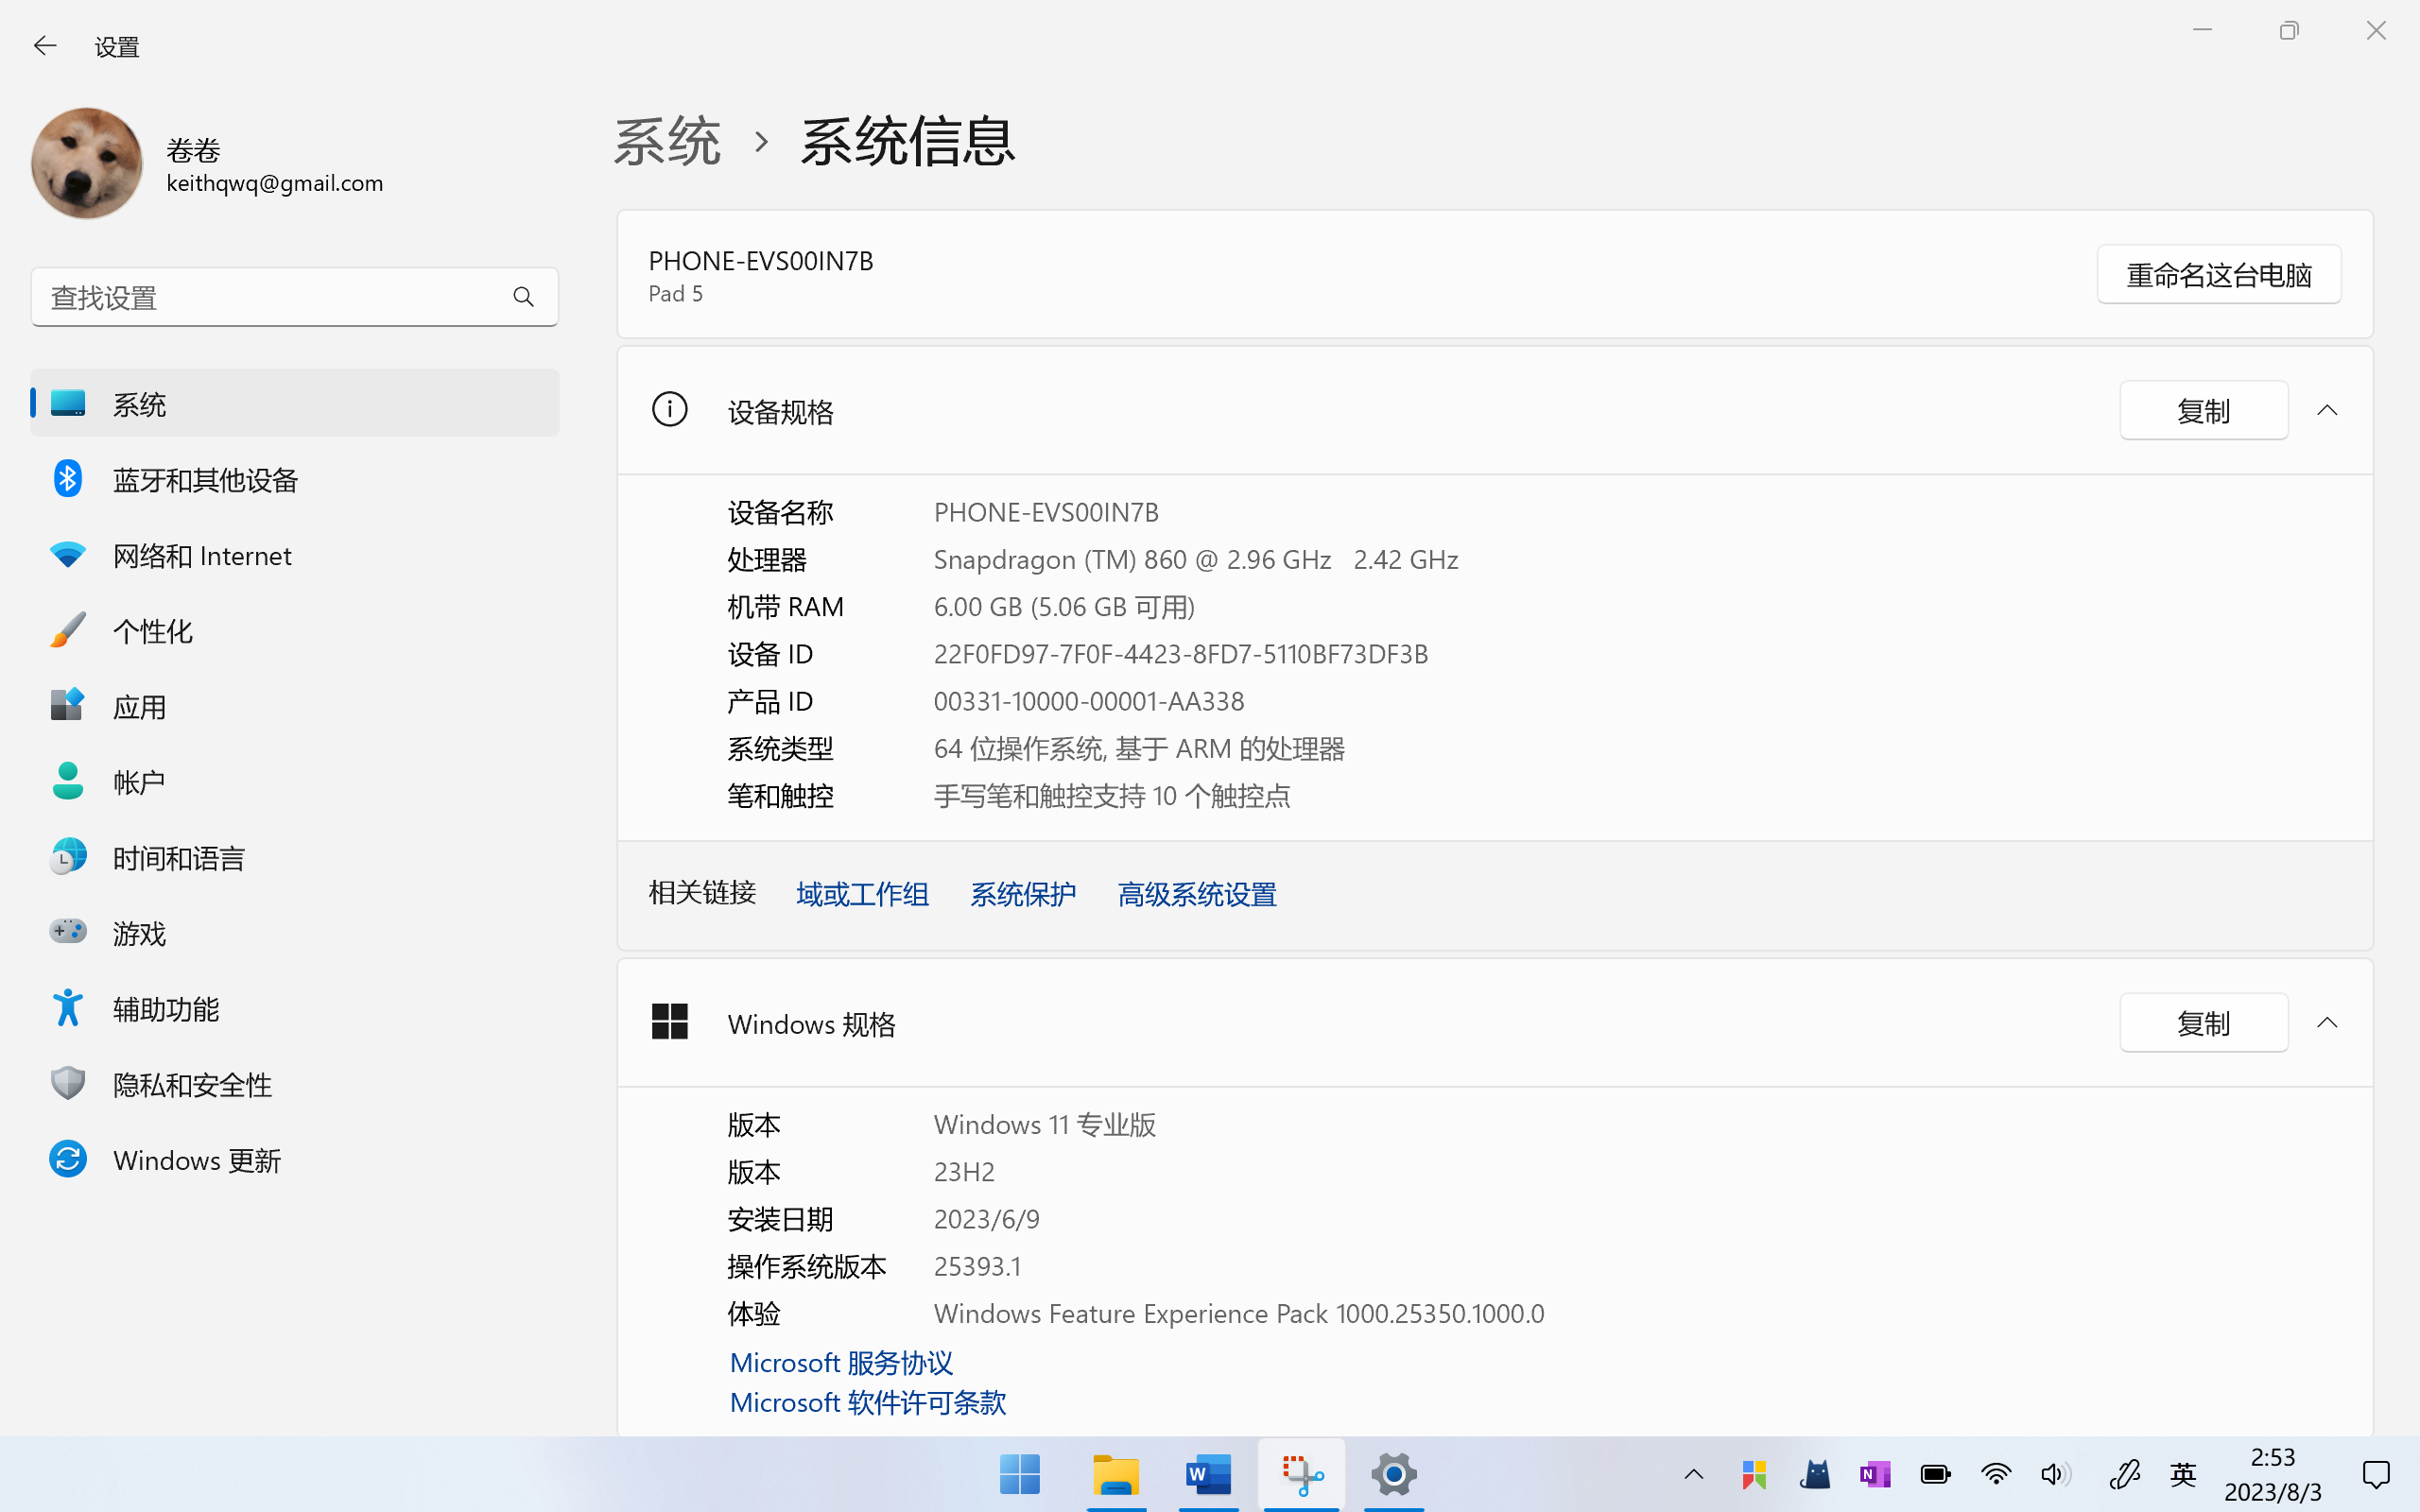 设置
卷卷
keithqwq@gmail.com
查找设置
系统
蓝牙和其他设备
网络和 Internet
个性化
应用
帐户
时间和语言
游戏
辅助功能
隐私和安全性
Windows 更新
系统 › 系统信息
PHONE-EVS00IN7B
Pad 5
重命名这台电脑
设备规格
复制
设备名称 PHONE-EVS00IN7B
处理器 Snapdragon (TM) 860 @ 2.96 GHz 2.42 GHz
机带 RAM 6.00 GB (5.06 GB 可用)
设备 ID 22F0FD97-7F0F-4423-8FD7-5110BF73DF3B
产品 ID 00331-10000-00001-AA338
系统类型 64 位操作系统, 基于 ARM 的处理器
笔和触控 手写笔和触控支持 10 个触控点
相关链接 域或工作组 系统保护 高级系统设置
Windows 规格
复制
版本 Windows 11 专业版
版本 23H2
安装日期 2023/6/9
操作系统版本 25393.1
体验 Windows Feature Experience Pack 1000.25350.1000.0
Microsoft 服务协议
Microsoft 软件许可条款
W
N
英
2:53
2023/8/3